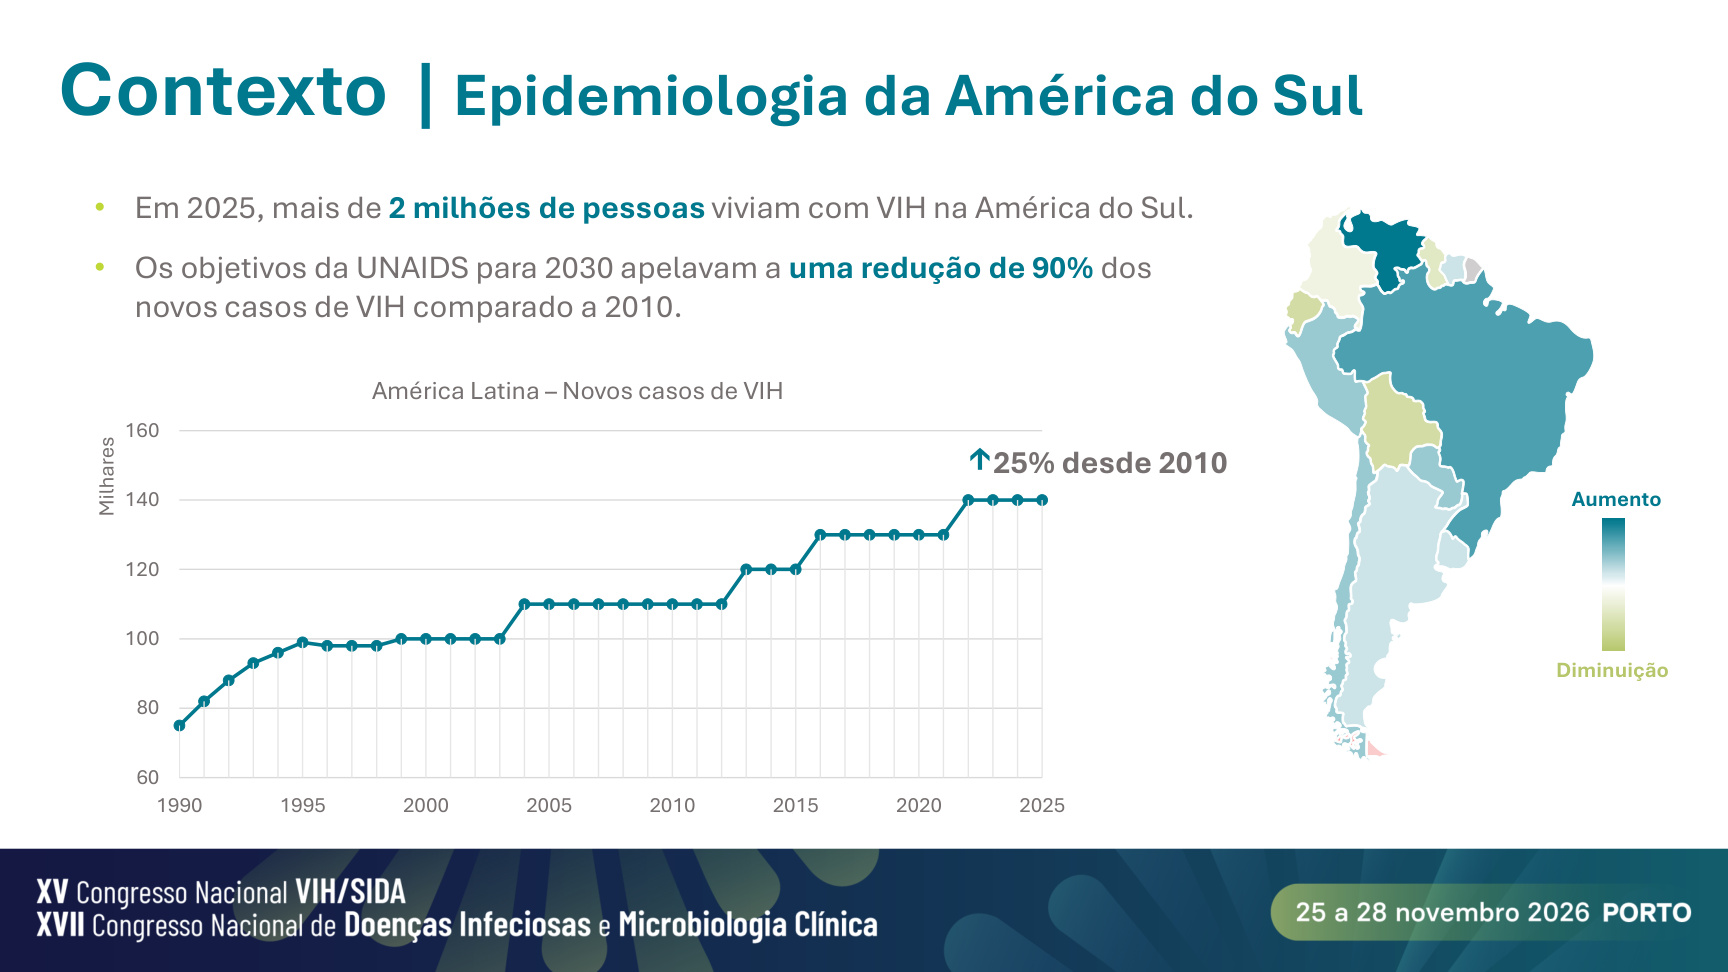 Contexto | Epidemiologia da América do Sul
• Em 2025, mais de 2 milhões de pessoas viviam com VIH na América do Sul.
• Os objetivos da UNAIDS para 2030 apelavam a uma redução de 90% dos
novos casos de VIH comparado a 2010.
América Latina – Novos casos de VIH
Milhares
160
140
120
100
80
60
1990 1995 2000 2005 2010 2015 2020 2025
↑25% desde 2010
Aumento
Diminuição
XV Congresso Nacional VIH/SIDA
XVII Congresso Nacional de Doenças Infeciosas e Microbiologia Clínica
25 a 28 novembro 2026 PORTO